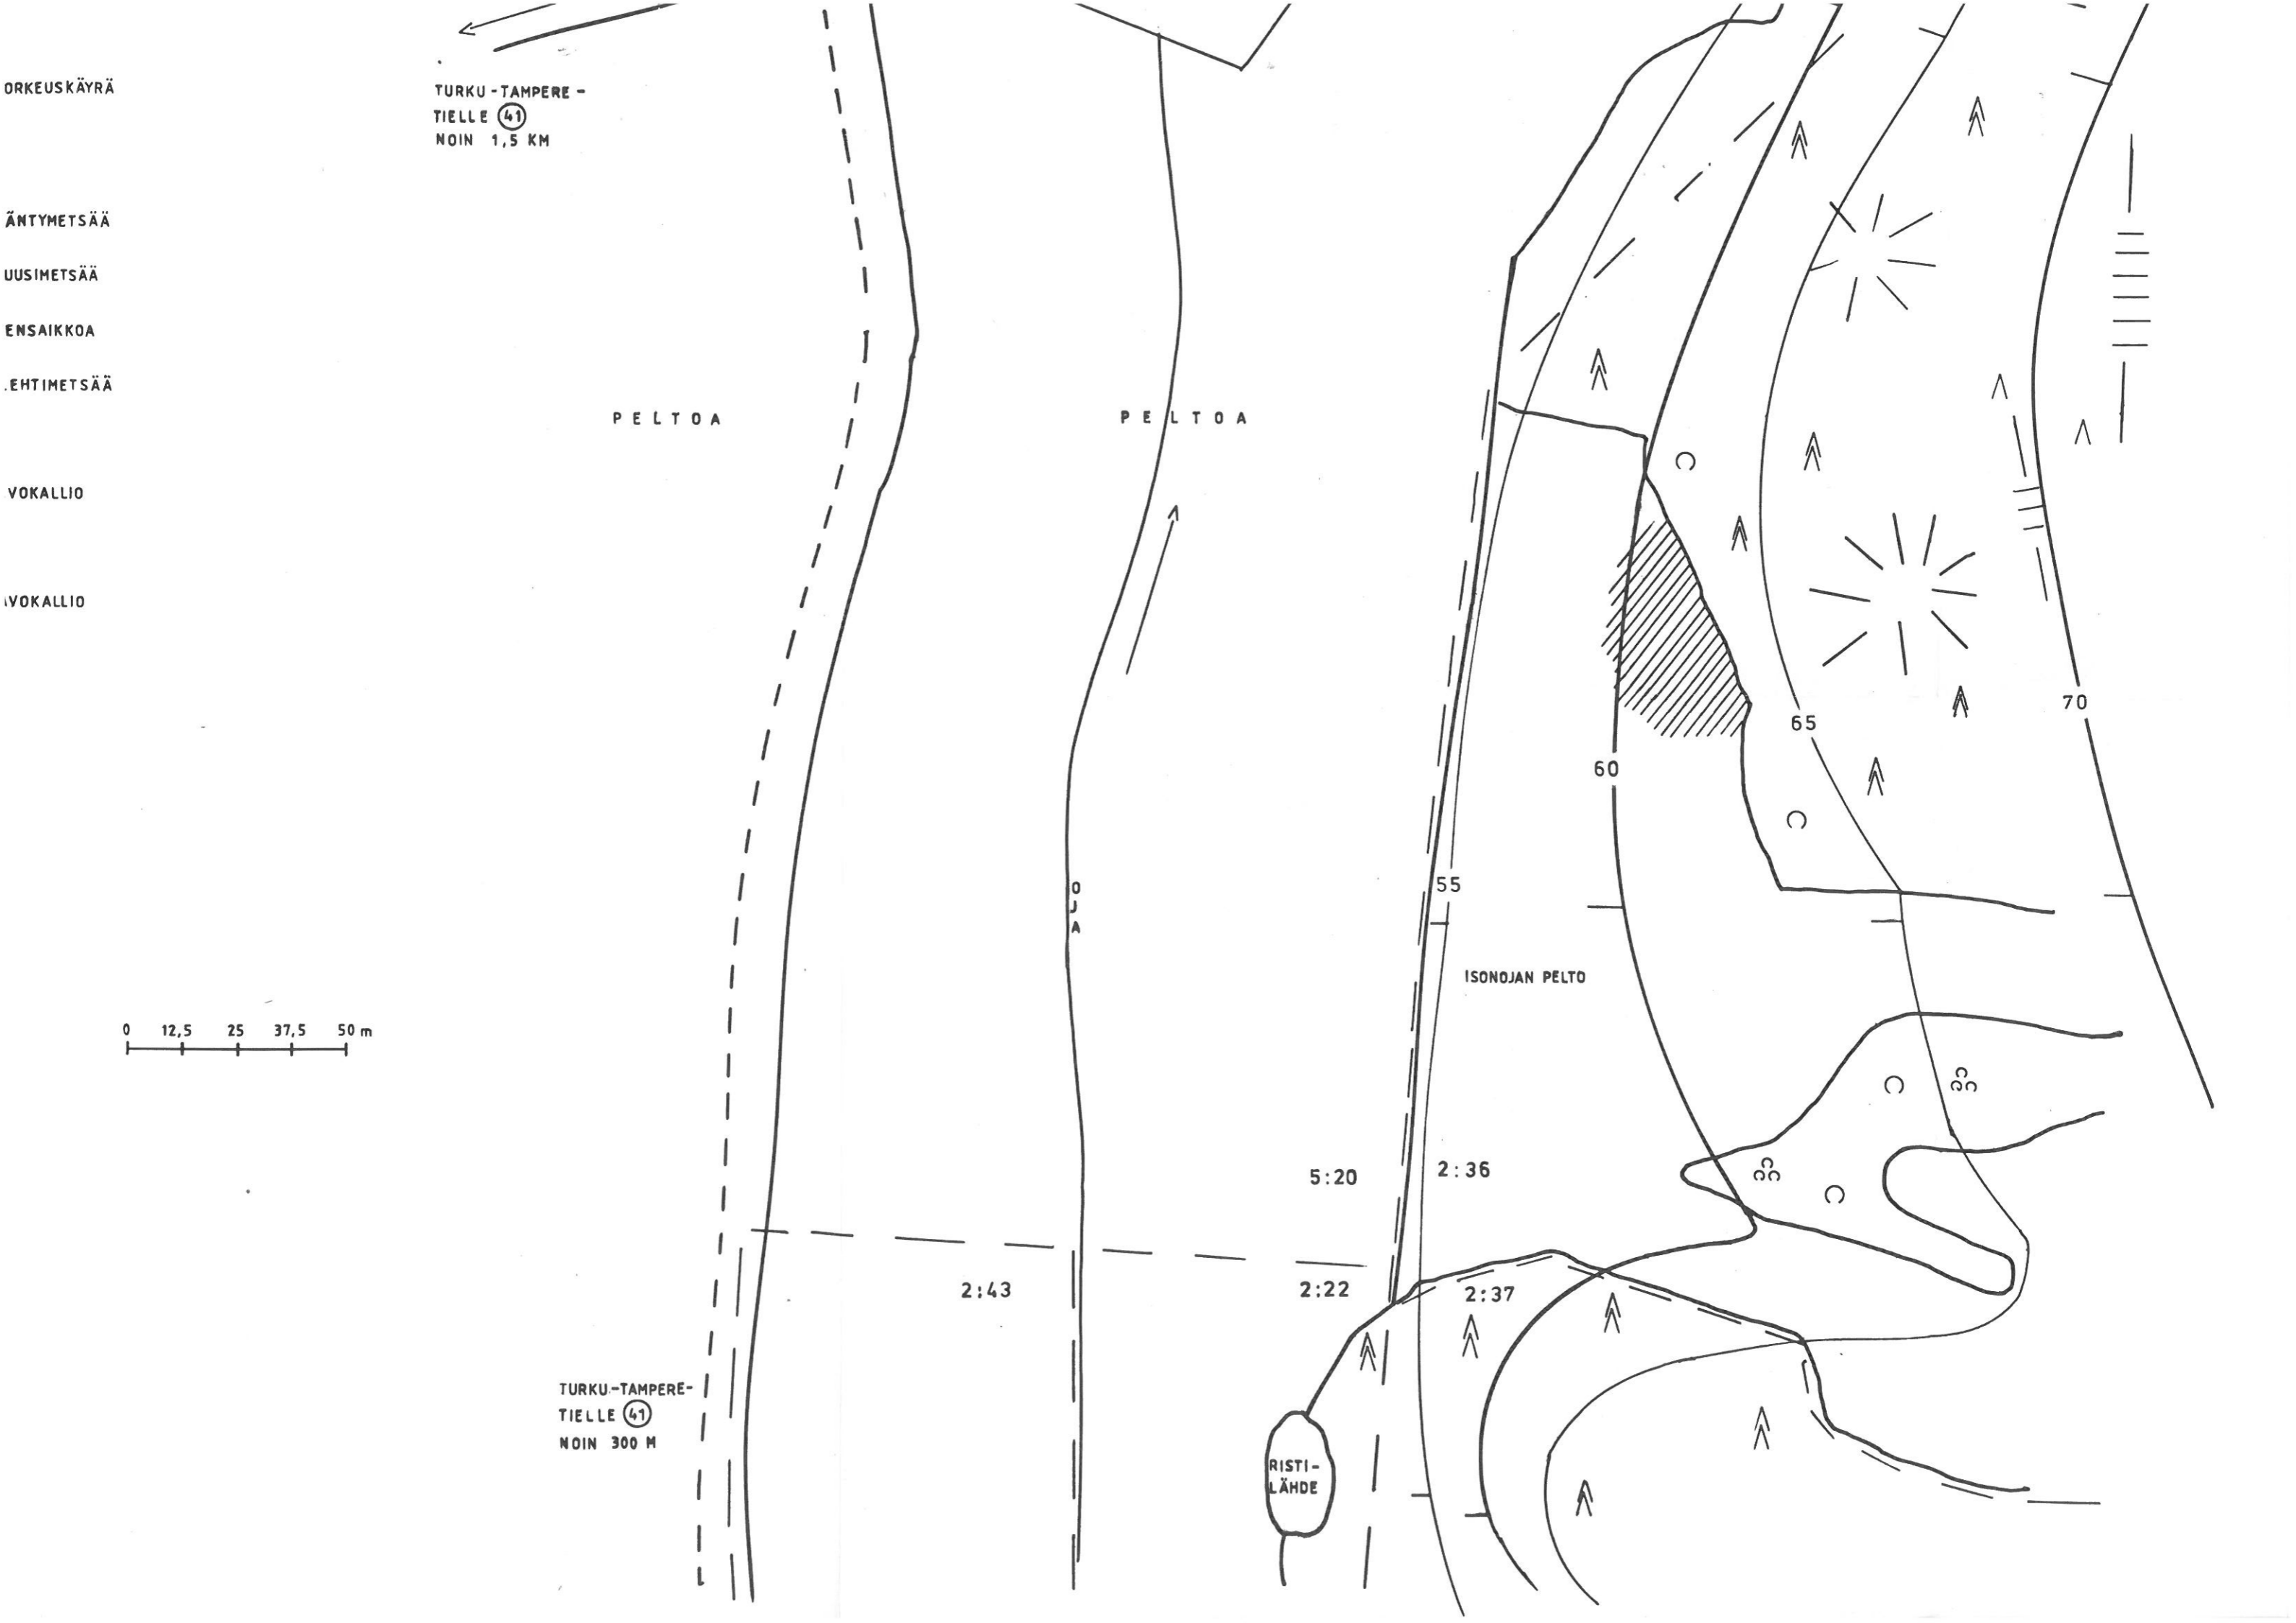 ORKEUSKÄYRÄ
ÄNTYMETSÄÄ
UUSIMETSÄÄ
ENSAIKKOA
EHTIMETSÄÄ
VOKALLIO
VOKALLIO
TURKU-TAMPERE-
TIELLE 41
NOIN 1,5 KM
PELTOA
PELTOA
OJA
0 12,5 25 37,5 50 m
60
65
70
55
ISONOJAN PELTO
5:20
2:36
2:43
2:22
2:37
TURKU-TAMPERE-
TIELLE 41
NOIN 300 M
RISTI-
LÄHDE